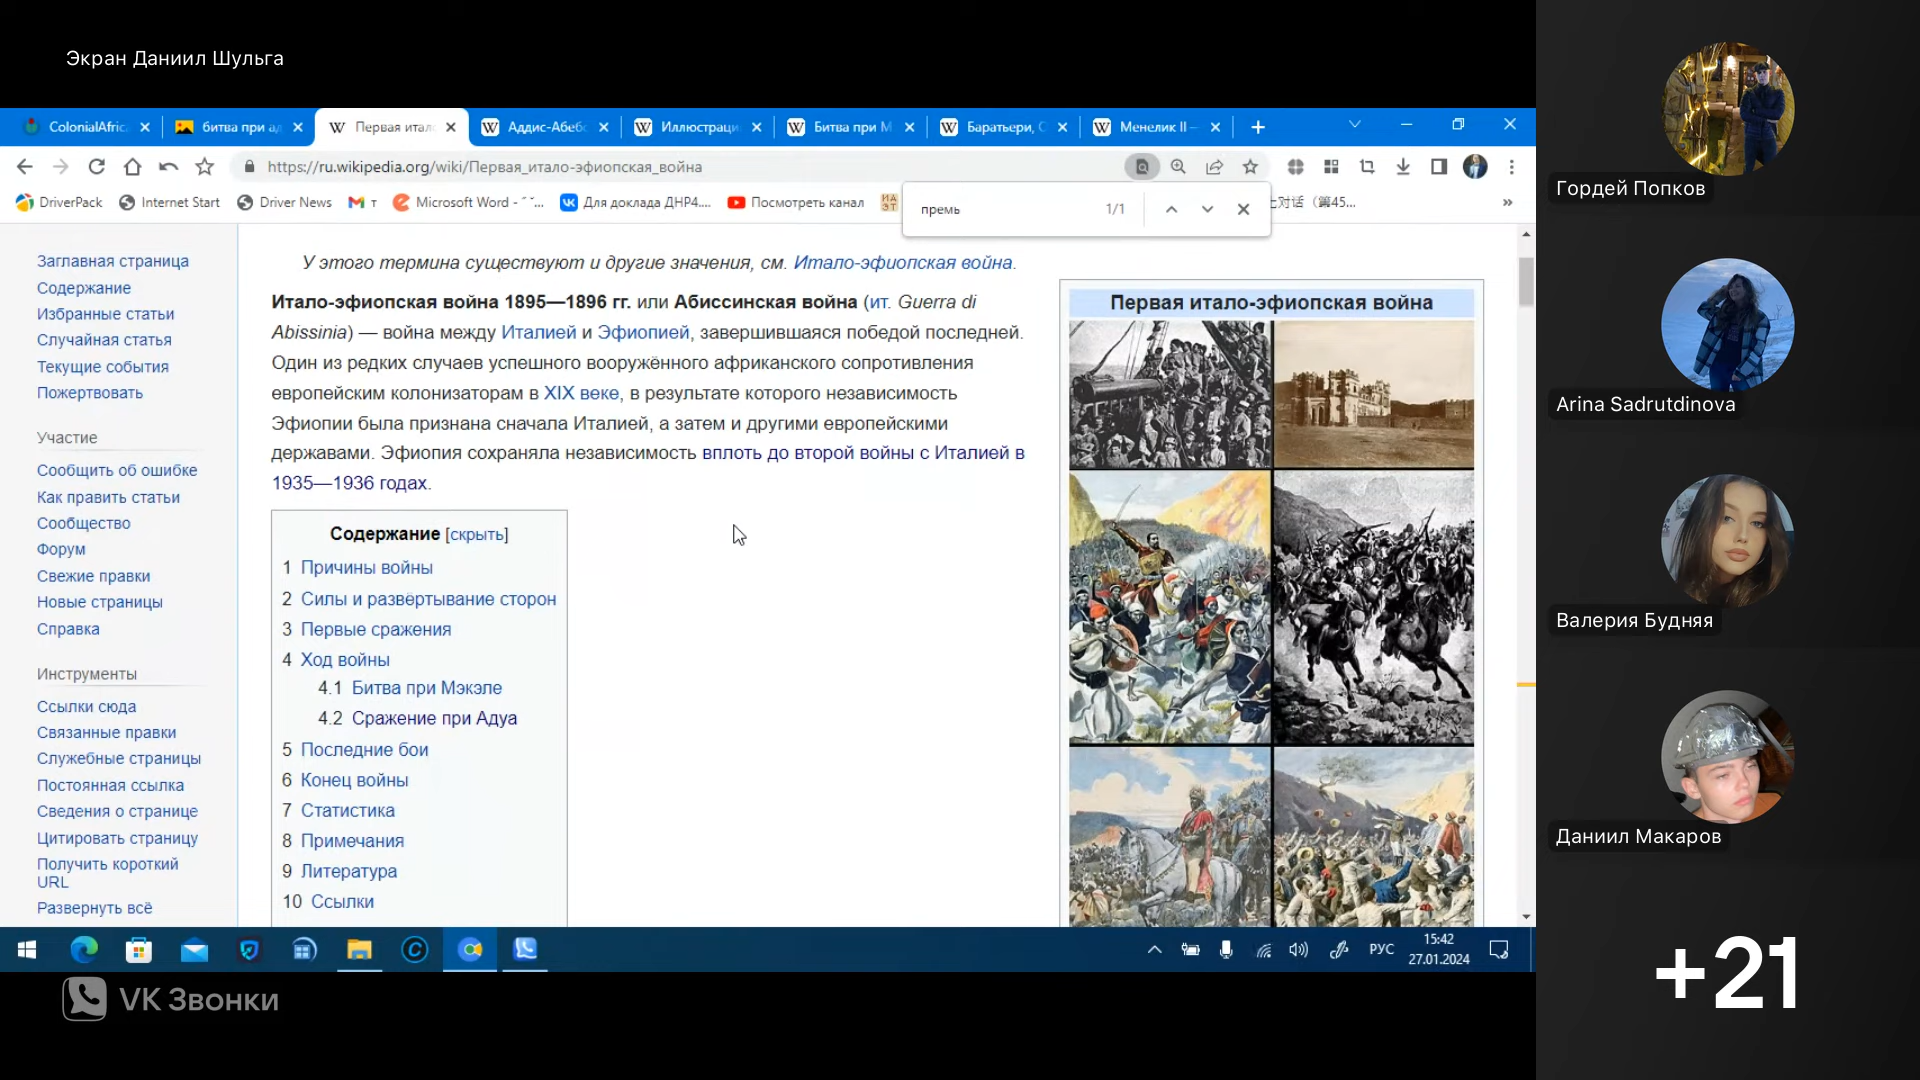 Экран Даниил Шульга
ColonialAfric
битва при ад
Первая итал
Аддис-Абеб
Иллюстраци
Битва при М
Баратьери, О
Менелик II –
https://ru.wikipedia.org/wiki/Первая_итало-эфиопская_война
DriverPack
Internet Start
Driver News
т
Microsoft Word - ˜ˇ...
Для доклада ДНР4....
Посмотреть канал
对话（第45...
»
премь
1/1
Заглавная страница
Содержание
Избранные статьи
Случайная статья
Текущие события
Пожертвовать
Участие
Сообщить об ошибке
Как править статьи
Сообщество
Форум
Свежие правки
Новые страницы
Справка
Инструменты
Ссылки сюда
Связанные правки
Служебные страницы
Постоянная ссылка
Сведения о странице
Цитировать страницу
Получить короткий
URL
Развернуть всё
У этого термина существуют и другие значения, см. Итало-эфиопская война.
Итало-эфиопская война 1895—1896 гг. или Абиссинская война (ит. Guerra di
Abissinia) — война между Италией и Эфиопией, завершившаяся победой последней.
Один из редких случаев успешного вооружённого африканского сопротивления
европейским колонизаторам в XIX веке, в результате которого независимость
Эфиопии была признана сначала Италией, а затем и другими европейскими
державами. Эфиопия сохраняла независимость вплоть до второй войны с Италией в
1935—1936 годах.
Содержание [скрыть]
1 Причины войны
2 Силы и развёртывание сторон
3 Первые сражения
4 Ход войны
4.1 Битва при Мэкэле
4.2 Сражение при Адуа
5 Последние бои
6 Конец войны
7 Статистика
8 Примечания
9 Литература
10 Ссылки
Первая итало-эфиопская война
РУС
15:42
27.01.2024
VK Звонки
Гордей Попков
Arina Sadrutdinova
Валерия Будняя
Даниил Макаров
+21